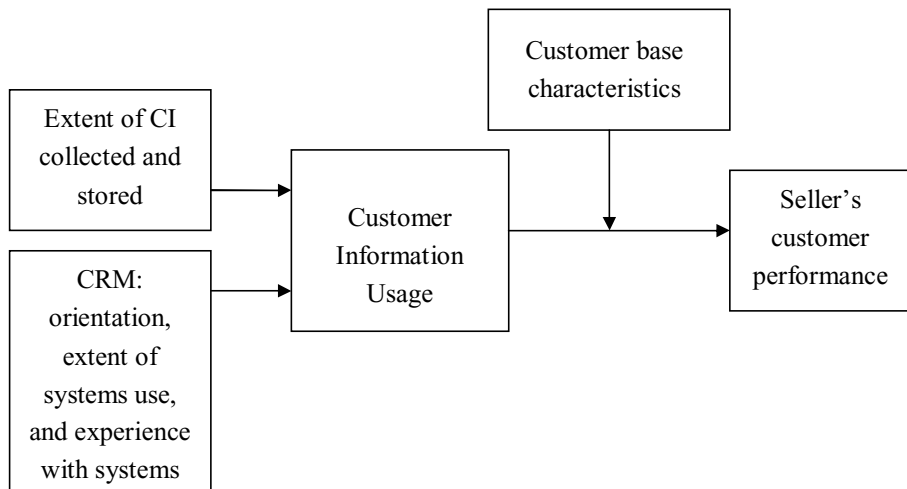 Customer base
characteristics
Extent of CI
collected and
stored
Customer
Information
Usage
Seller’s
customer
performance
CRM:
orientation,
extent of
systems use,
and experience
with systems